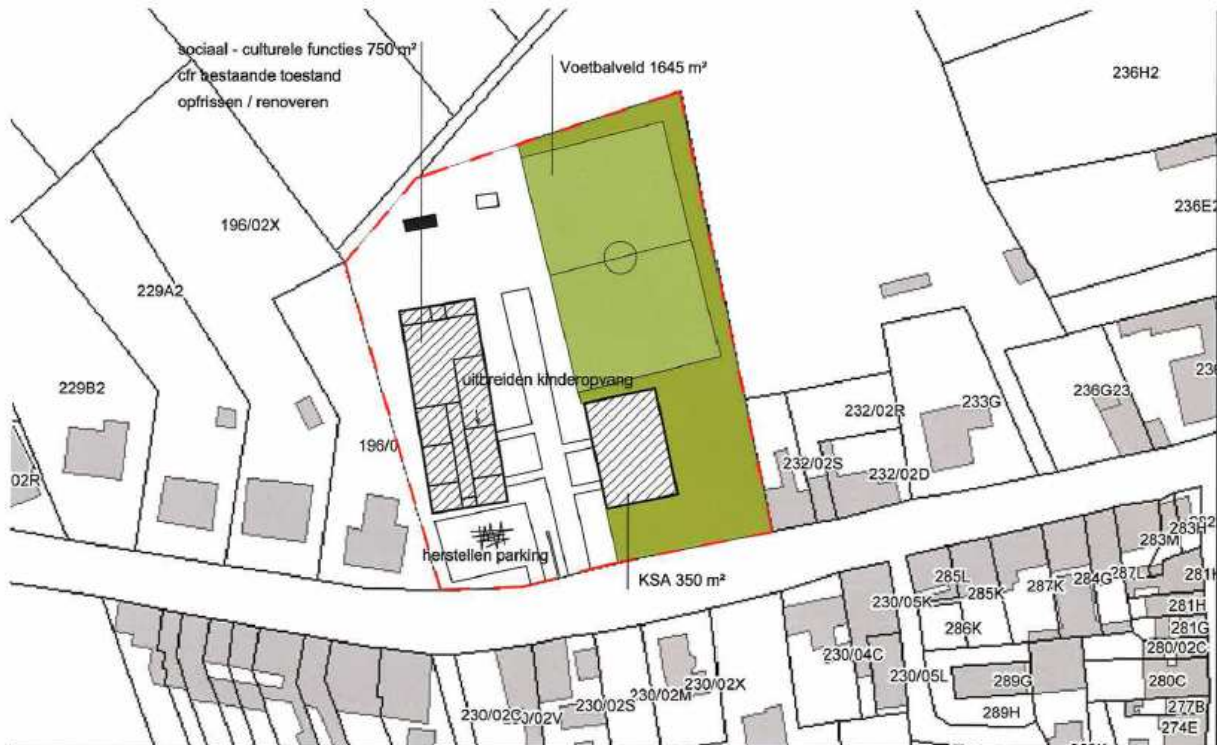 sociaal - culturele functies 750 m²
cfr bestaande toestand
opfrissen / renoveren
Voetbalveld 1645 m²
236H2
236E2
196/02X
229A2
229B2
uitbreiden kinderopvang
196/0
02R
232/02R
233G
236G23
236
232/02S
232/02D
herstellen parking
KSA 350 m²
283H
283M
285L
285K
287K
284G
287L
281H
230/05K
286K
281G
280/02C
230/04C
230/05L
289G
280C
289H
277B
274E
230/02X
230/02M
230/02S